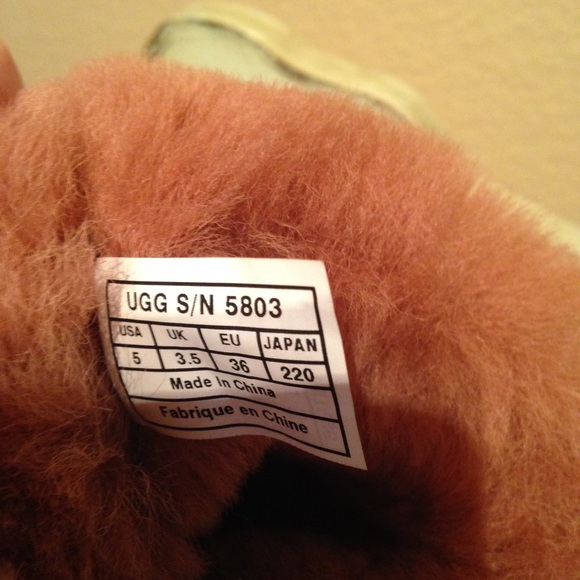 UGG S/N 5803
USA UK EU JAPAN
5 3.5 36 220
Made In China
Fabrique en Chine